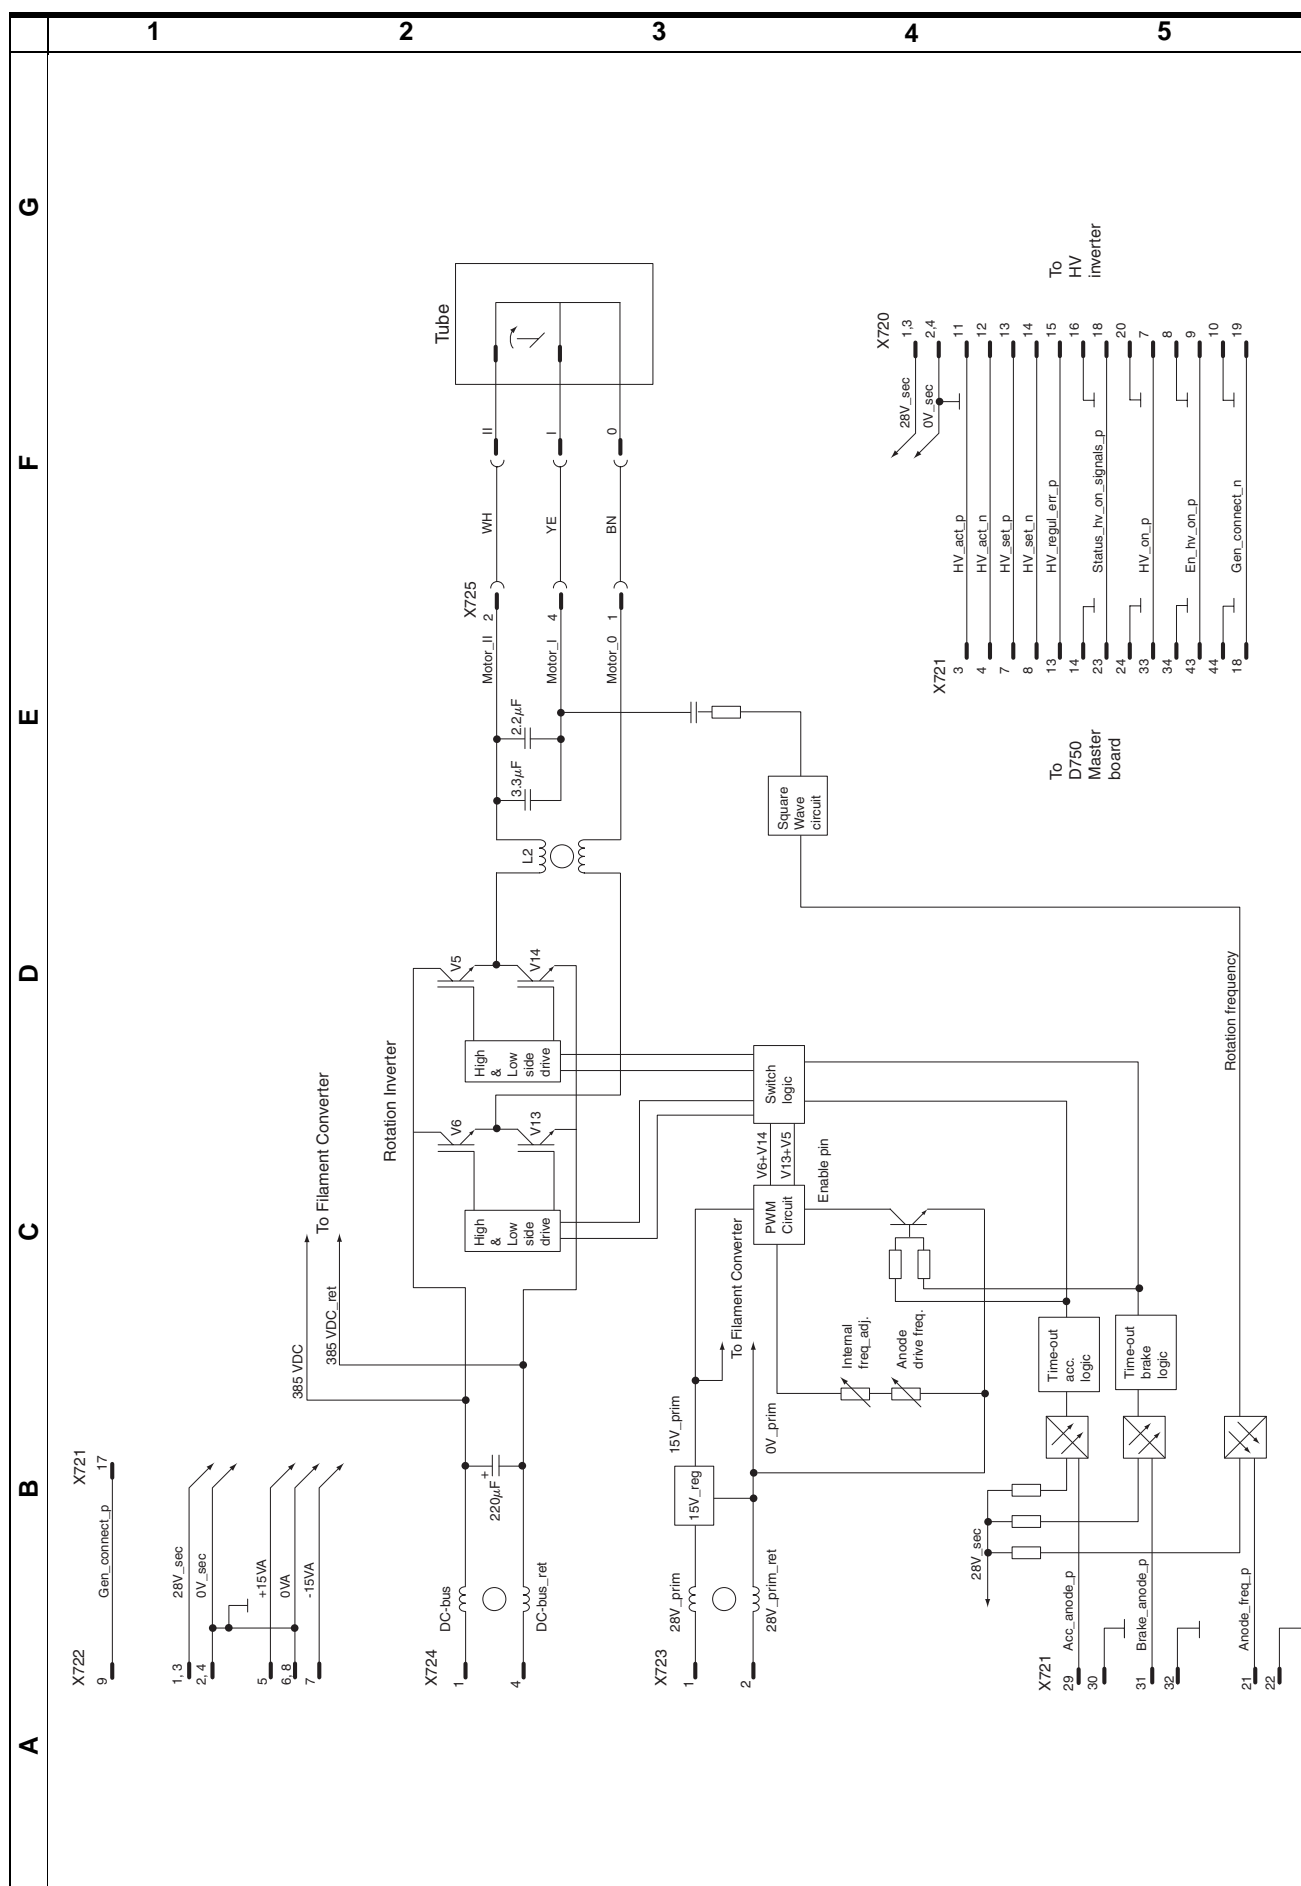 1
2
3
4
5
G
F
E
D
C
B
A
X722
9
Gen_connect_p
X721
17
1, 3
28V_sec
2, 4
0V_sec
5
+15VA
6, 8
0VA
7
-15VA
X724
1
DC-bus
4
DC-bus_ret
220µF
+
385 VDC
385 VDC_ret
To Filament Converter
Rotation Inverter
High
& Low
side
drive
V6
V13
High
& Low
side
drive
V5
V14
L2
3.3µF
2.2µF
Motor_II
Motor_I
Motor_0
X725
2
4
1
WH
YE
BN
II
I
0
Tube
X723
1
28V_prim
2
28V_prim_ret
15V_reg
15V_prim
0V_prim
To Filament Converter
PWM
Circuit
V6+V14
V13+V5
Enable pin
Switch
logic
Internal
freq_adj.
Anode
drive freq.
Square
Wave
circuit
28V_sec
X721
29
Acc_anode_p
30
31
Brake_anode_p
32
21
Anode_freq_p
22
Time-out
acc.
logic
Time-out
brake
logic
Rotation frequency
To
D750
Master
board
X721
3
4
7
8
13
14
23
24
33
34
43
44
18
28V_sec
0V_sec
HV_act_p
HV_act_n
HV_set_p
HV_set_n
HV_regul_err_p
Status_hv_on_signals_p
HV_on_p
En_hv_on_p
Gen_connect_n
X720
1,3
2,4
11
12
13
14
15
16
18
20
7
8
9
10
19
To
HV
inverter